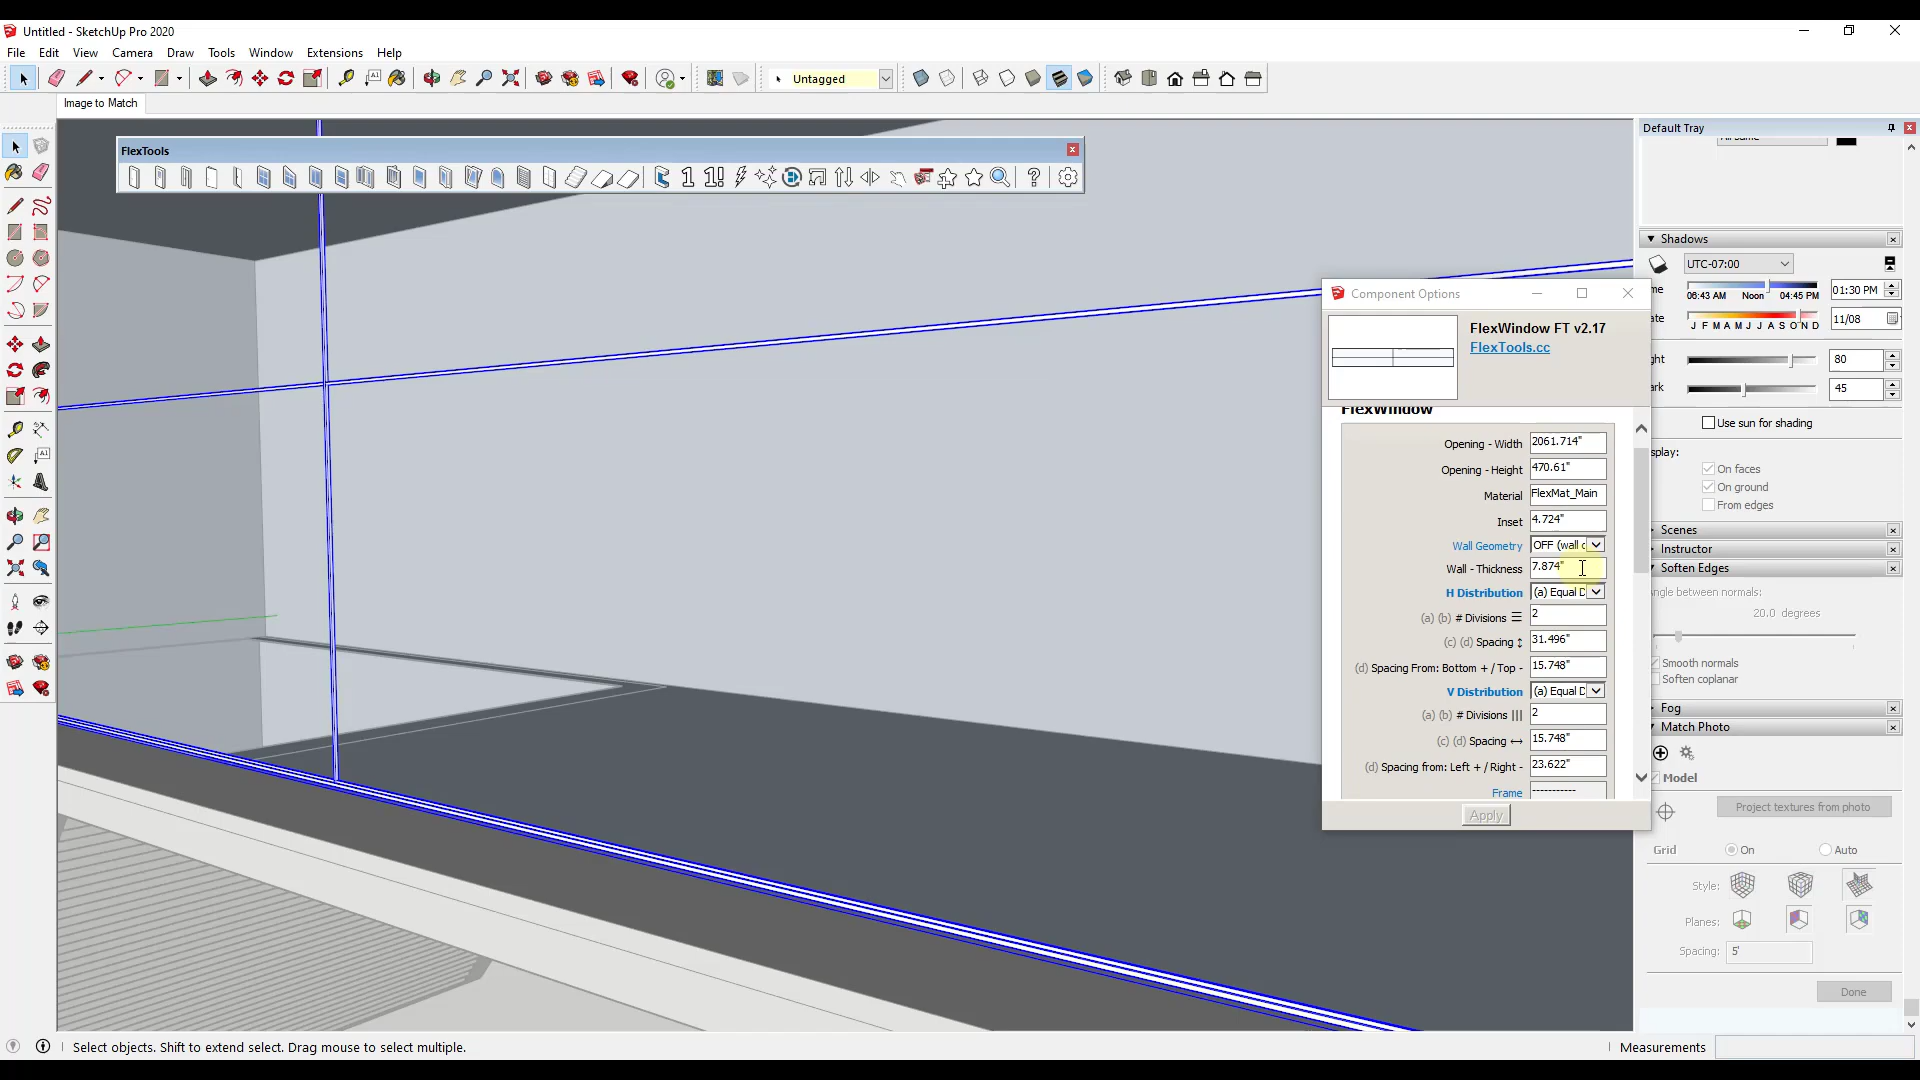 Untitled - SketchUp Pro 2020
File Edit View Camera Draw Tools Window Extensions Help
Untagged
Image to Match
FlexTools
Default Tray
Shadows
UTC-07:00
06:43 AM Noon 04:45 PM 01:30 PM
J F M A M J J A S O N D 11/08
80
45
Use sun for shading
On faces
On ground
From edges
Scenes
Instructor
Soften Edges
ngle between normals:
20.0 degrees
Smooth normals
Soften coplanar
Fog
Match Photo
Model
Project textures from photo
Grid On Auto
Style:
Planes:
Spacing: 5'
Done
Component Options
FlexWindow FT v2.17
FlexTools.cc
FlexWindow
Opening - Width 2061.714"
Opening - Height 470.61"
Material FlexMat_Main
Inset 4.724"
Wall Geometry OFF (wall c
Wall - Thickness 7.874"
H Distribution (a) Equal D
(a) (b) # Divisions ☰ 2
(c) (d) Spacing ↕ 31.496"
(d) Spacing From: Bottom + / Top - 15.748"
V Distribution (a) Equal D
(a) (b) # Divisions ||| 2
(c) (d) Spacing ↔ 15.748"
(d) Spacing from: Left + / Right - 23.622"
Frame -----------
Apply
Select objects. Shift to extend select. Drag mouse to select multiple.
Measurements